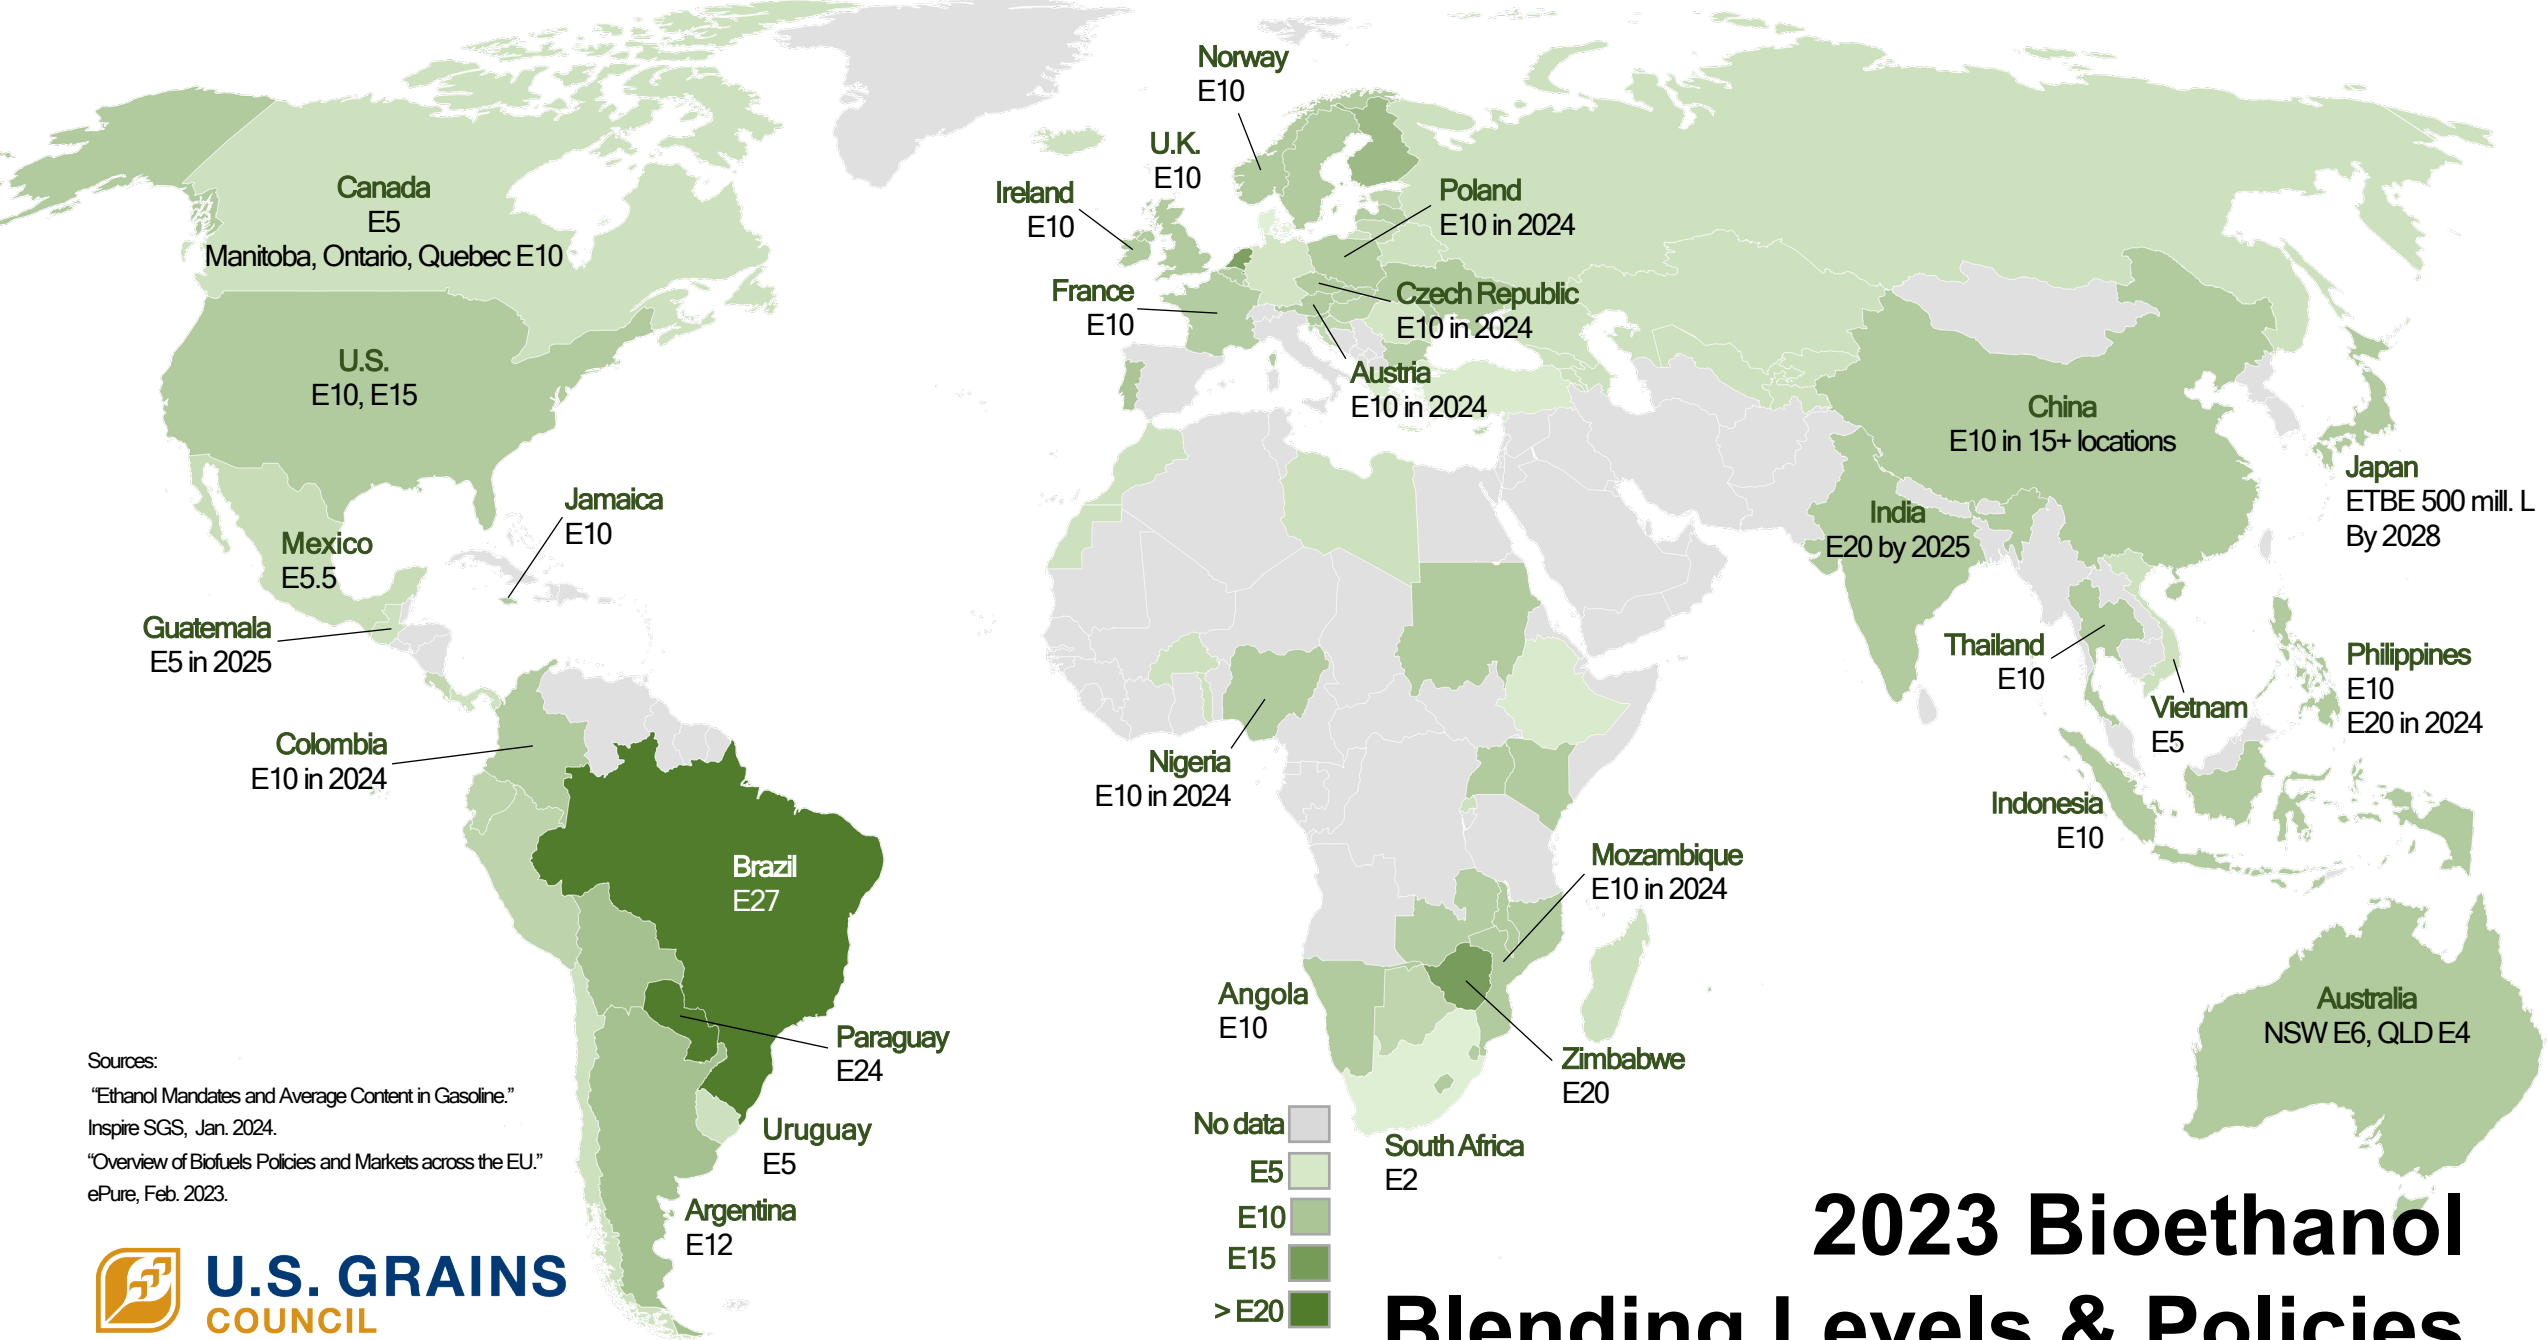 Norway
E10
U.K.
E10
Ireland
E10
Poland
E10 in 2024
Canada
E5
Manitoba, Ontario, Quebec E10
France
E10
Czech Republic
E10 in 2024
U.S.
E10, E15
Austria
E10 in 2024
China
E10 in 15+ locations
Japan
ETBE 500 mill. L
By 2028
Jamaica
E10
India
E20 by 2025
Mexico
E5.5
Guatemala
E5 in 2025
Thailand
E10
Philippines
E10
E20 in 2024
Vietnam
E5
Colombia
E10 in 2024
Nigeria
E10 in 2024
Indonesia
E10
Brazil
E27
Mozambique
E10 in 2024
Angola
E10
Australia
NSW E6, QLD E4
Paraguay
E24
Zimbabwe
E20
Uruguay
E5
South Africa
E2
Argentina
E12
Sources:
“Ethanol Mandates and Average Content in Gasoline.”
Inspire SGS, Jan. 2024.
“Overview of Biofuels Policies and Markets across the EU.”
ePure, Feb. 2023.
No data
E5
E10
E15
> E20
U.S. GRAINS
COUNCIL
2023 Bioethanol
Blending Levels & Policies